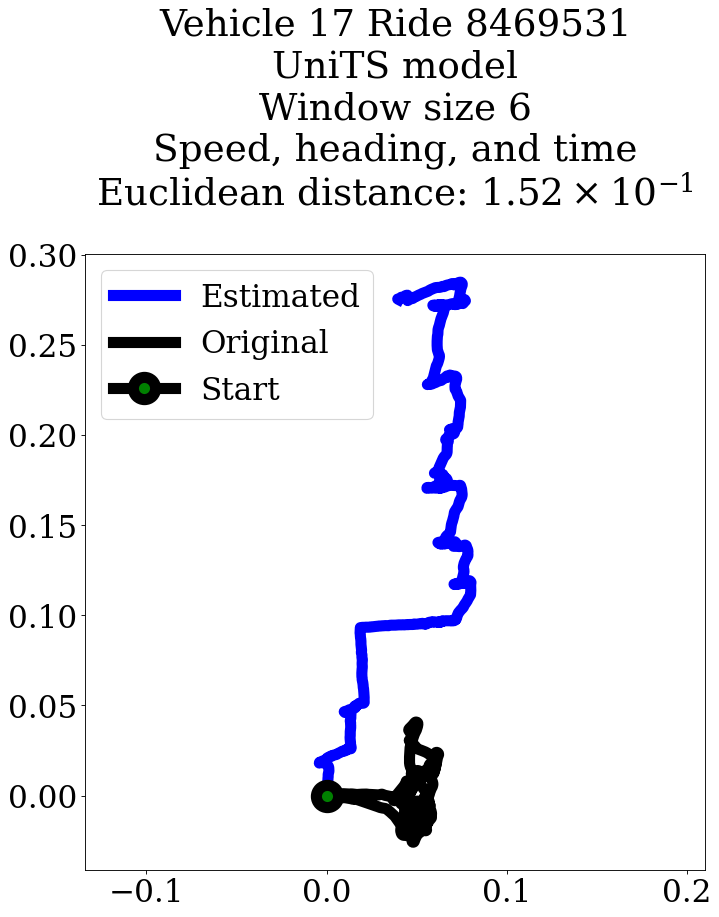 Vehicle 17 Ride 8469531
UniTS model
Window size 6
Speed, heading, and time
Euclidean distance: 1.52 × 10⁻¹
0.30
Estimated
0.25
Original
Start
0.20
0.15
0.10
0.05
0.00
−0.1 0.0 0.1 0.2